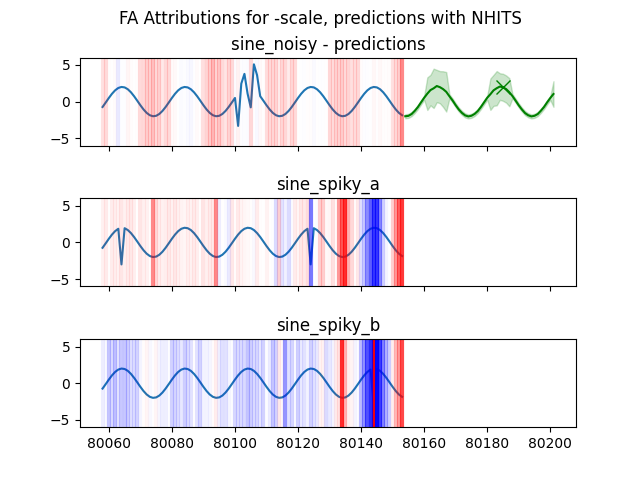 FA Attributions for -scale, predictions with NHITS
sine_noisy - predictions
5
0
−5
sine_spiky_a
5
0
−5
sine_spiky_b
5
0
−5
80060 80080 80100 80120 80140 80160 80180 80200